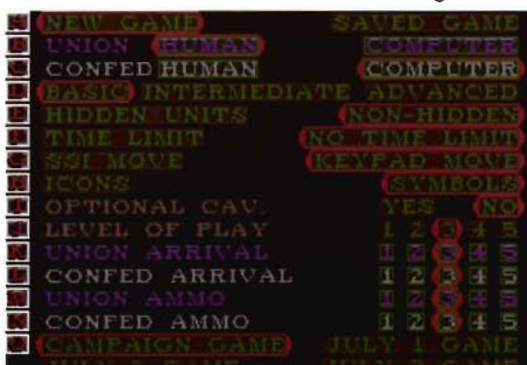 A NEW GAME SAVED GAME
B UNION HUMAN COMPUTER
C CONFED HUMAN COMPUTER
D BASIC INTERMEDIATE ADVANCED
E HIDDEN UNITS NON-HIDDEN
F TIME LIMIT NO TIME LIMIT
G SSI MOVE KEYPAD MOVE
H ICONS SYMBOLS
I OPTIONAL CAV. YES NO
J LEVEL OF PLAY 1 2 3 4 5
K UNION ARRIVAL 1 2 3 4 5
L CONFED ARRIVAL 1 2 3 4 5
M UNION AMMO 1 2 3 4 5
CONFED AMMO 1 2 3 4 5
CAMPAIGN GAME JULY 1 GAME